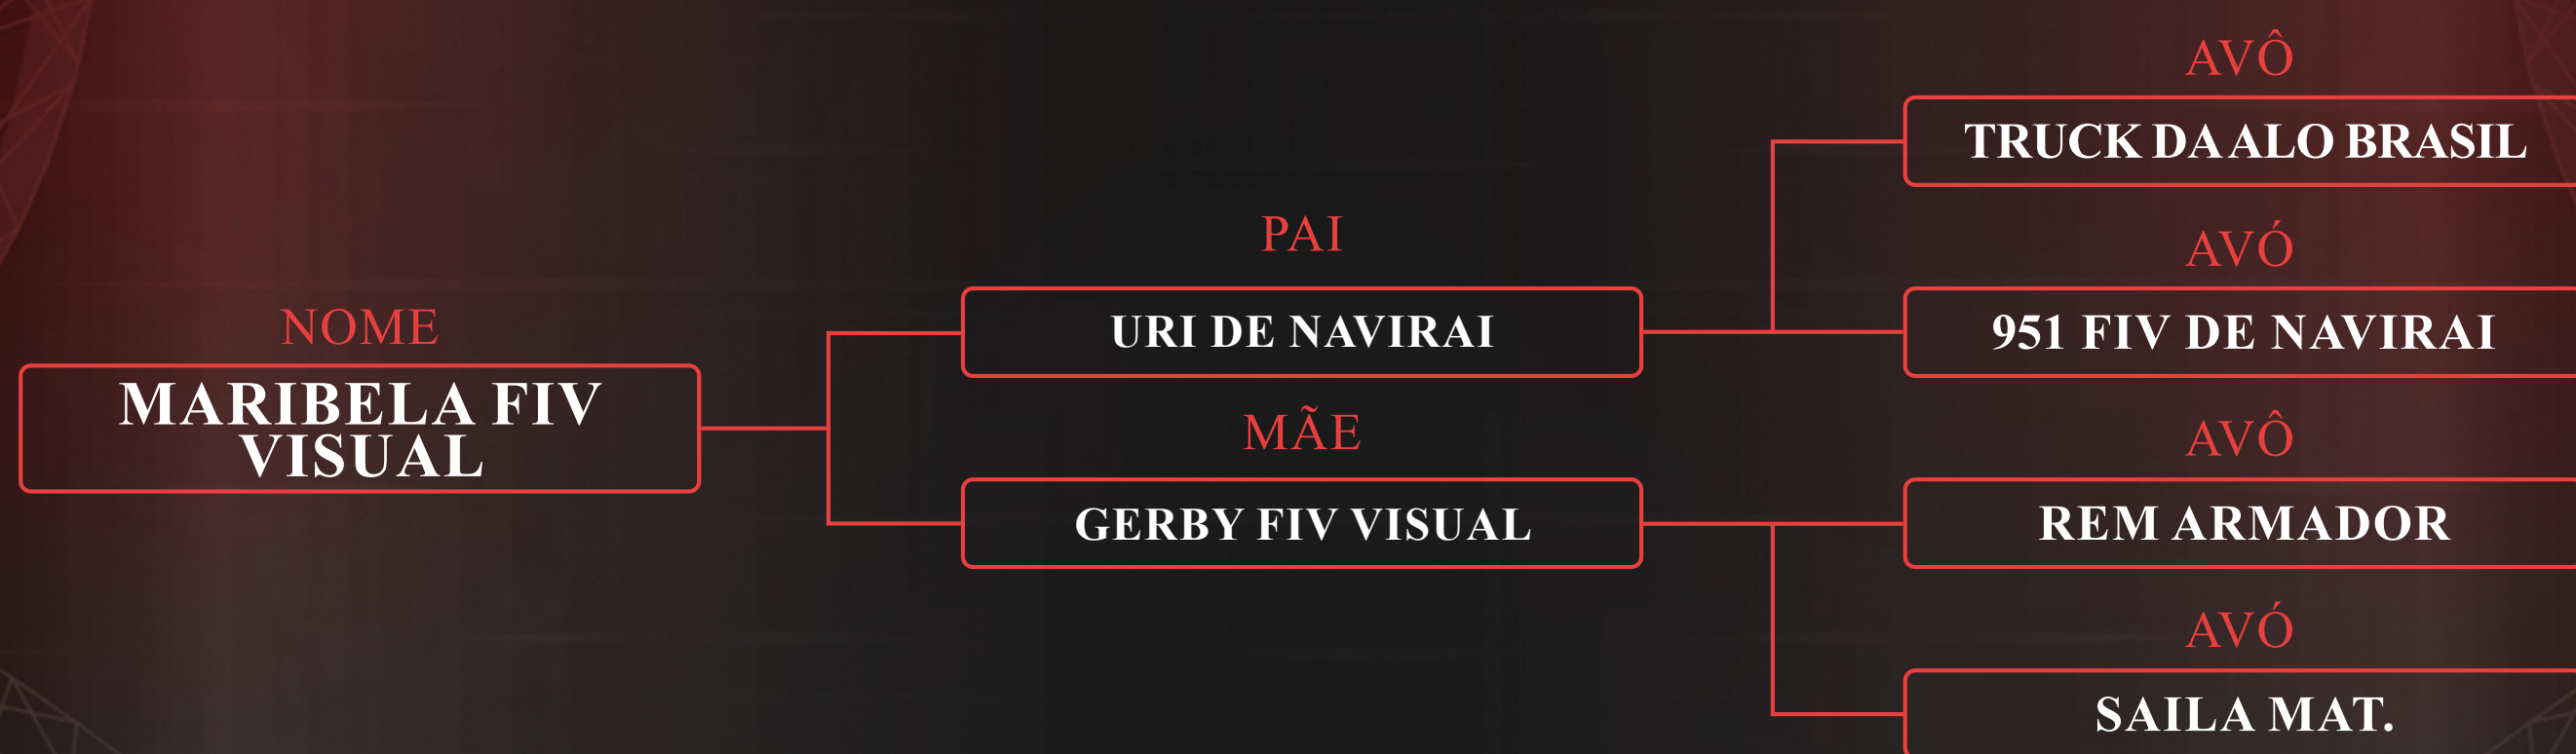 NOME
MARIBELA FIV
VISUAL
PAI
URI DE NAVIRAI
MÃE
GERBY FIV VISUAL
AVÔ
TRUCK DA ALO BRASIL
AVÓ
951 FIV DE NAVIRAI
AVÔ
REM ARMADOR
AVÓ
SAILA MAT.